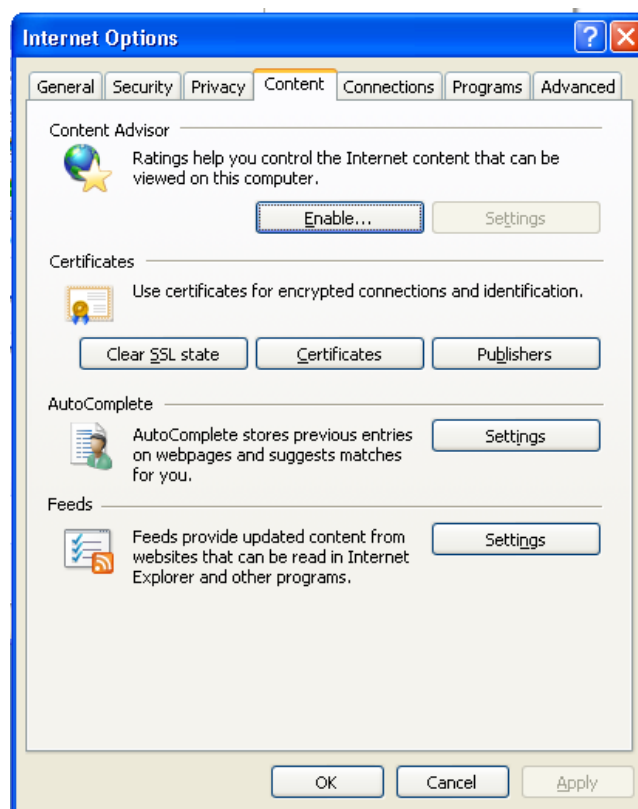 Internet Options
General Security Privacy Content Connections Programs Advanced
Content Advisor
Ratings help you control the Internet content that can be
viewed on this computer.
Enable... Settings
Certificates
Use certificates for encrypted connections and identification.
Clear SSL state Certificates Publishers
AutoComplete
AutoComplete stores previous entries
on webpages and suggests matches
for you.
Settings
Feeds
Feeds provide updated content from
websites that can be read in Internet
Explorer and other programs.
Settings
OK Cancel Apply